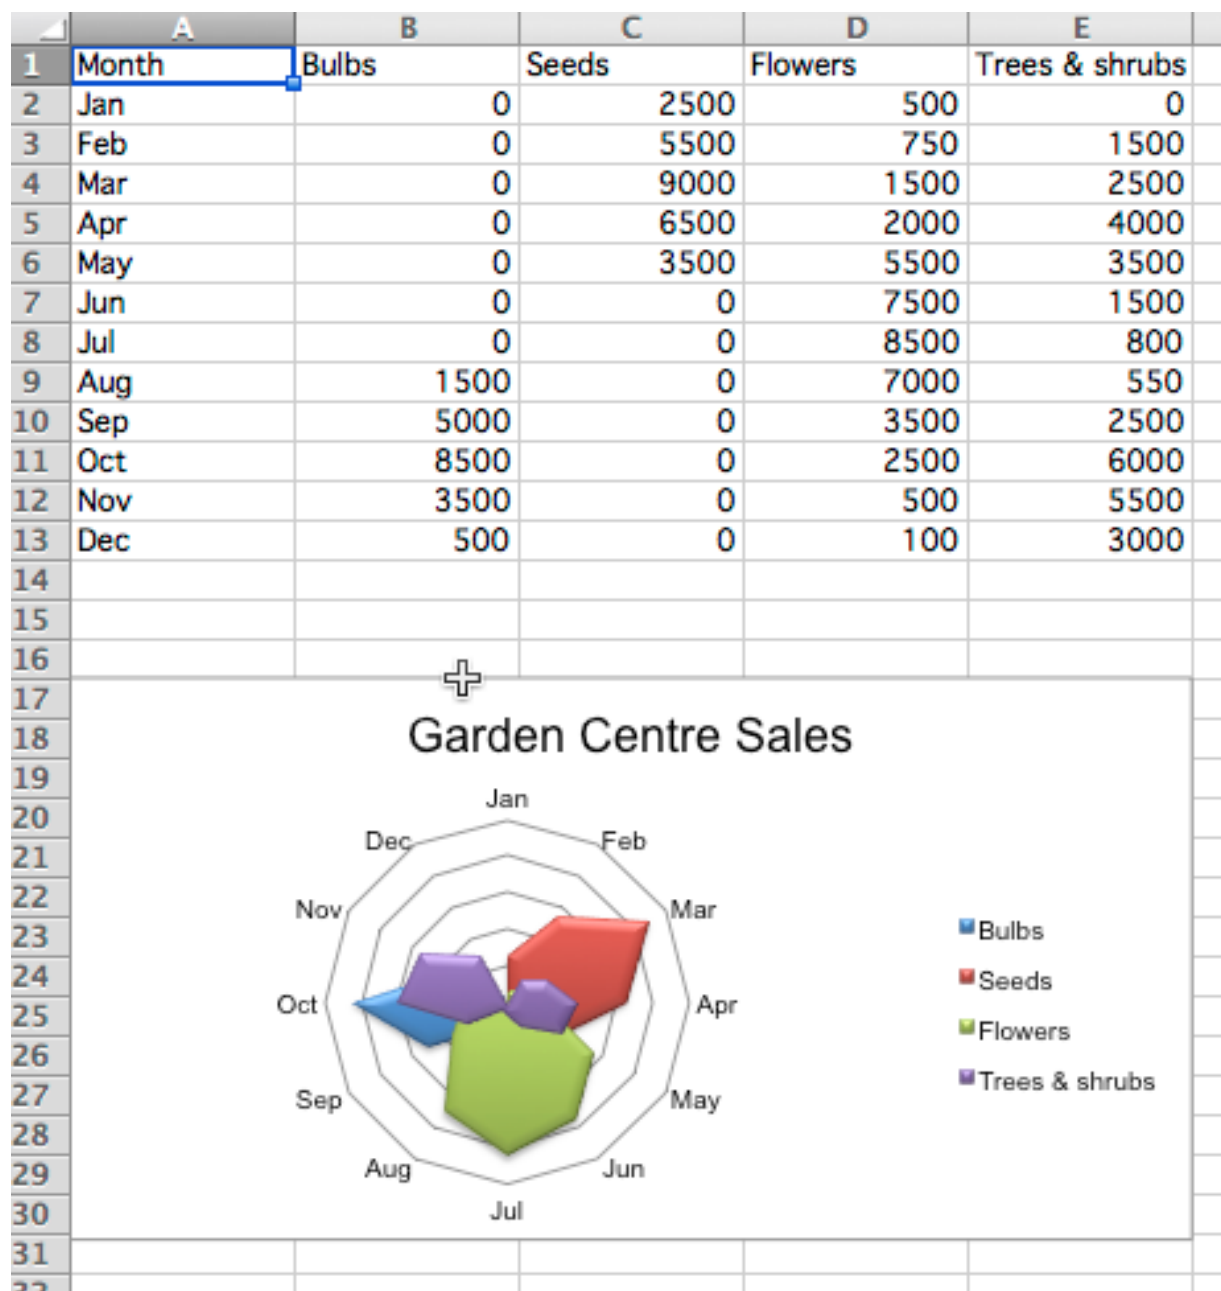 A B C D E
1 Month Bulbs Seeds Flowers Trees & shrubs
2 Jan 0 2500 500 0
3 Feb 0 5500 750 1500
4 Mar 0 9000 1500 2500
5 Apr 0 6500 2000 4000
6 May 0 3500 5500 3500
7 Jun 0 0 7500 1500
8 Jul 0 0 8500 800
9 Aug 1500 0 7000 550
10 Sep 5000 0 3500 2500
11 Oct 8500 0 2500 6000
12 Nov 3500 0 500 5500
13 Dec 500 0 100 3000
14
15
16
17
18 Garden Centre Sales
19
20 Jan
21 Dec Feb
22 Nov Mar
23 Bulbs
24 Seeds
25 Oct Apr Flowers
26
27 Sep May Trees & shrubs
28
29 Aug Jun
30 Jul
31